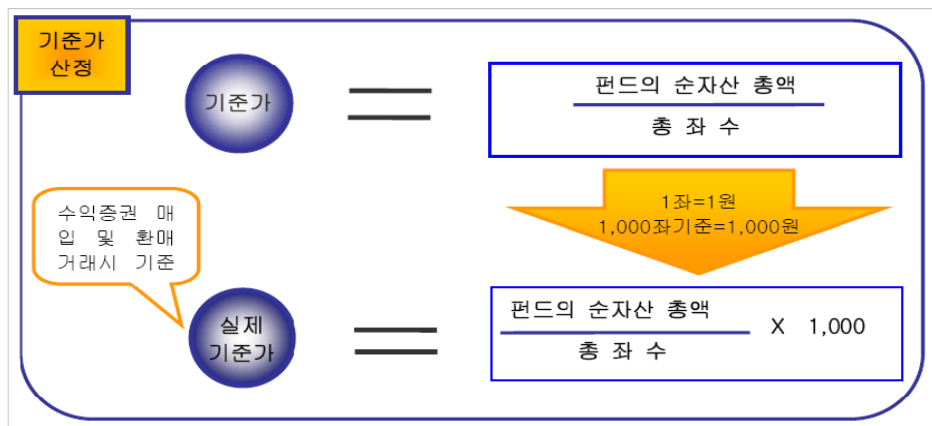 기준가
산정
기준가
펀드의 순자산 총액
총 좌 수
1좌=1원
1,000좌기준=1,000원
수익증권 매
입 및 환매
거래시 기준
실제
기준가
펀드의 순자산 총액
총 좌 수
X 1,000